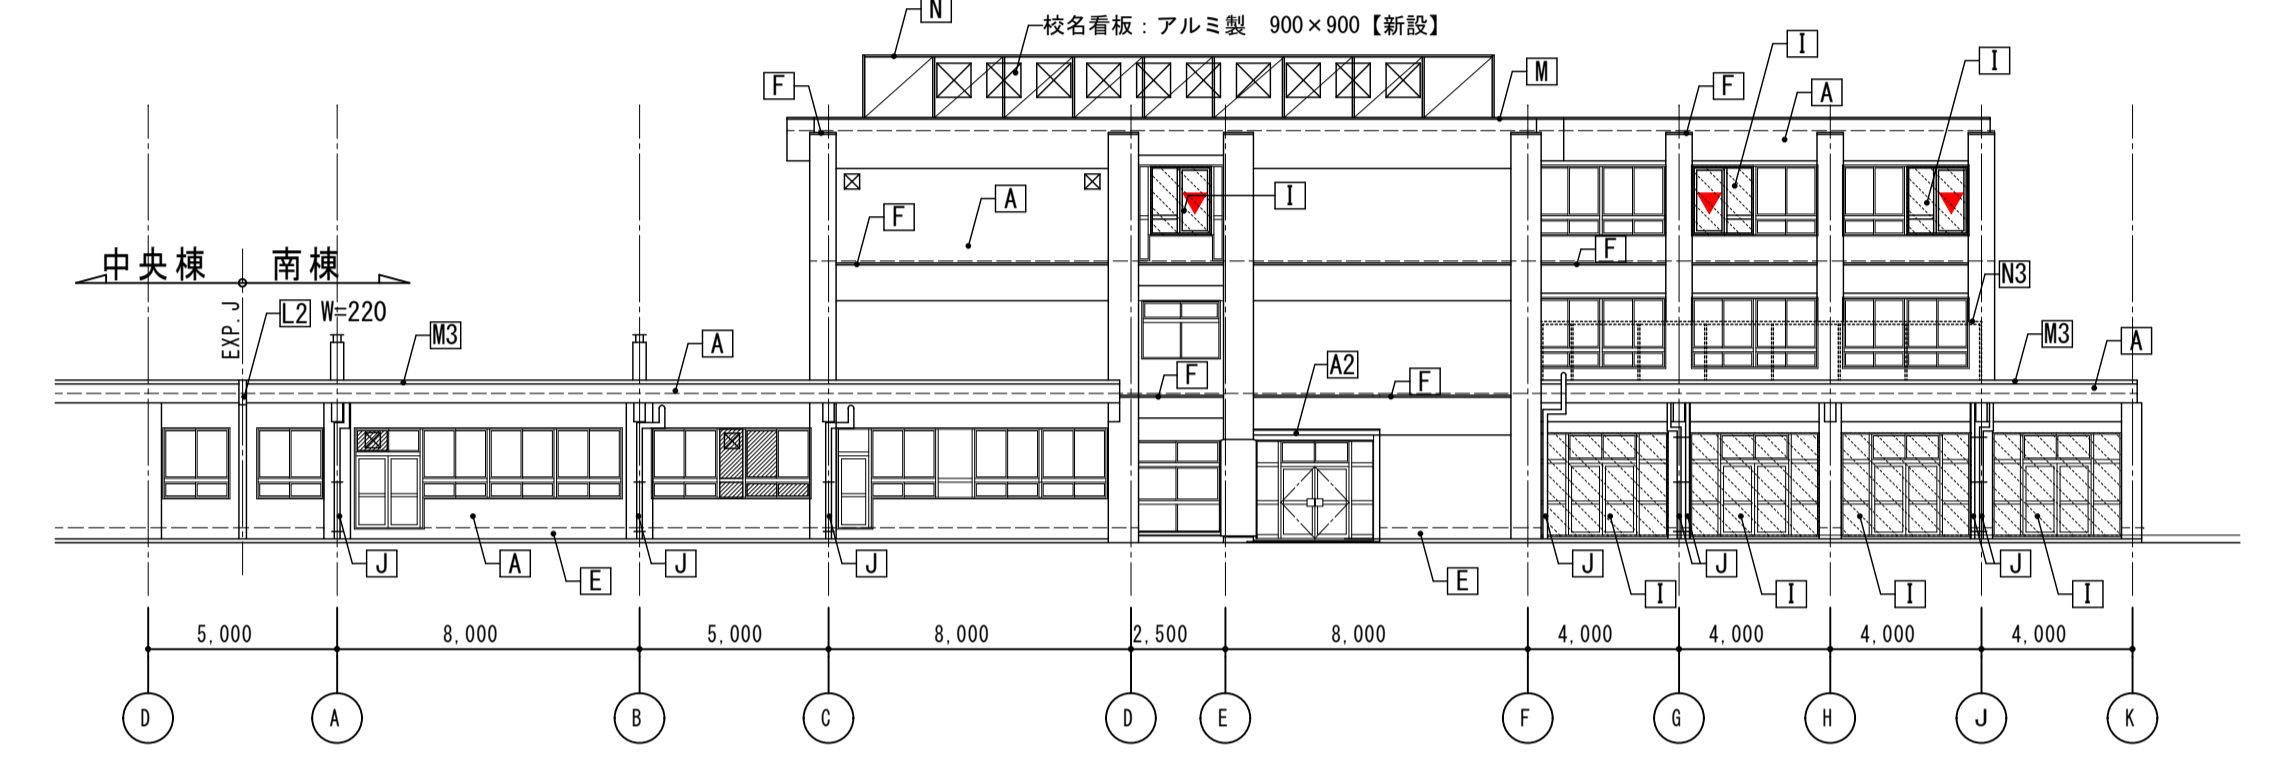 N
校名看板：アルミ製　900×900【新設】
I
I
F
M
F
A
I
A
F
F
中央棟　南棟
N3
EXP.J
L2 W=220
M3
A
M3
A
A2
F
F
J
A
E
J
J
E
J
I
J
I
I
J
I
5,000　8,000　5,000　8,000　2,500　8,000　4,000　4,000　4,000　4,000
D　A　B　C　D　E　F　G　H　J　K